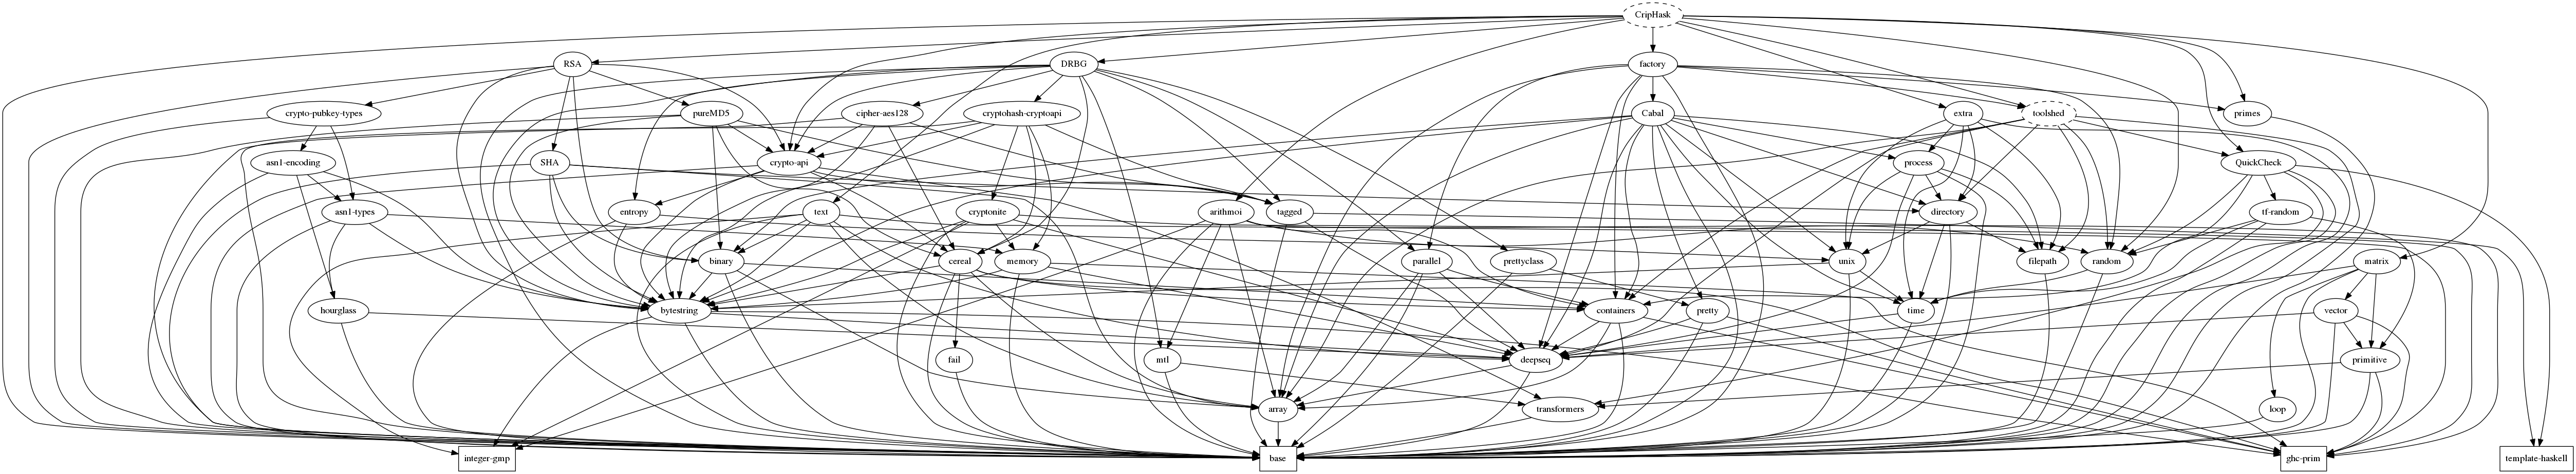 CripHask
RSA
DRBG
factory
crypto-pubkey-types
pureMD5
cipher-aes128
cryptohash-cryptoapi
Cabal
extra
toolshed
primes
asn1-encoding
SHA
crypto-api
process
QuickCheck
asn1-types
entropy
text
cryptonite
arithmoi
tagged
directory
tf-random
binary
cereal
memory
parallel
prettyclass
unix
filepath
random
matrix
hourglass
bytestring
containers
pretty
time
vector
fail
mtl
deepseq
primitive
array
transformers
loop
integer-gmp
base
ghc-prim
template-haskell